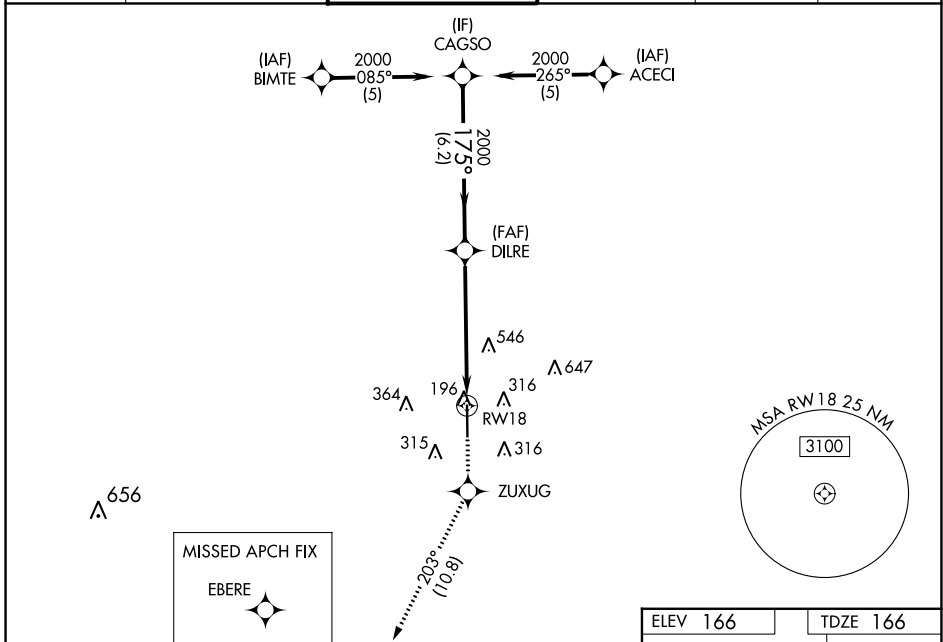 (IF)
CAGSO
(IAF)
BIMTE
2000
085°
(5)
2000
265°
(5)
(IAF)
ACECI
2000
175°
(6.2)
(FAF)
DILRE
546
647
364
196
316
RW18
315
316
ZUXUG
656
203°
(10.8)
MSA RW18 25 NM
3100
MISSED APCH FIX
EBERE
ELEV 166
TDZE 166